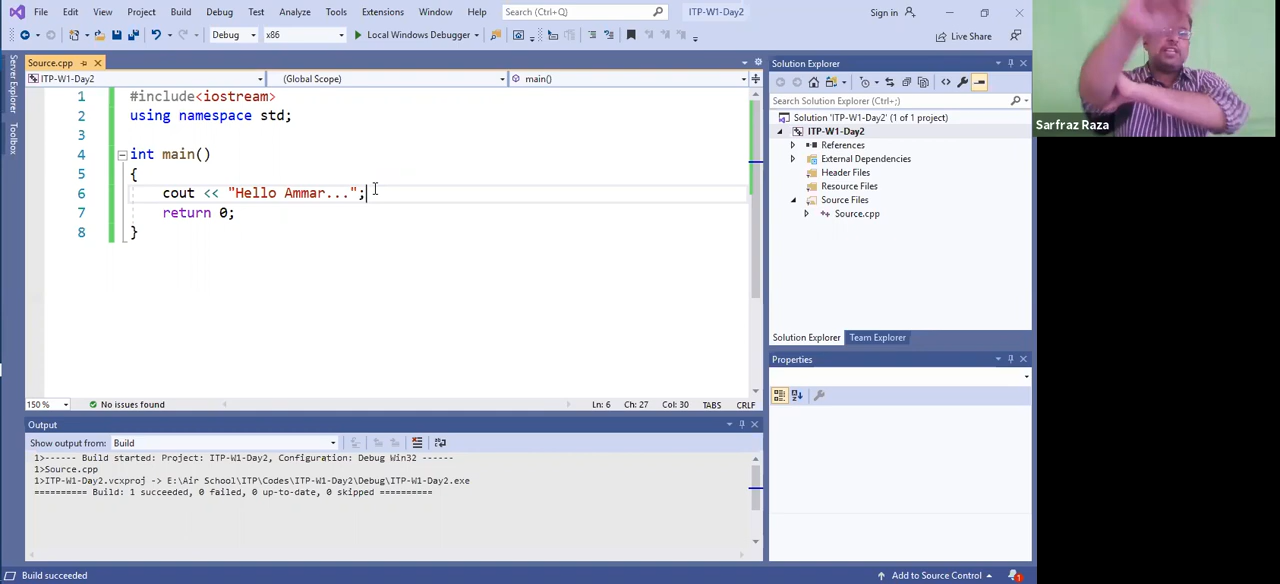 File Edit View Project Build Debug Test Analyze Tools Extensions Window Help Search (Ctrl+Q) ITP-W1-Day2 Sign in
Debug x86 Local Windows Debugger Live Share
Server Explorer
Toolbox
Source.cpp
ITP-W1-Day2 (Global Scope) main()
1 #include<iostream>
2 using namespace std;
3
4 int main()
5 {
6 cout << "Hello Ammar...";
7 return 0;
8 }
150 % No issues found Ln: 6 Ch: 27 Col: 30 TABS CRLF
Output
Show output from: Build
1>------ Build started: Project: ITP-W1-Day2, Configuration: Debug Win32 ------
1>Source.cpp
1>ITP-W1-Day2.vcxproj -> E:\Air School\ITP\Codes\ITP-W1-Day2\Debug\ITP-W1-Day2.exe
========== Build: 1 succeeded, 0 failed, 0 up-to-date, 0 skipped ==========
Solution Explorer
Search Solution Explorer (Ctrl+;)
Solution 'ITP-W1-Day2' (1 of 1 project)
ITP-W1-Day2
References
External Dependencies
Header Files
Resource Files
Source Files
Source.cpp
Solution Explorer Team Explorer
Properties
Build succeeded Add to Source Control 1
Sarfraz Raza